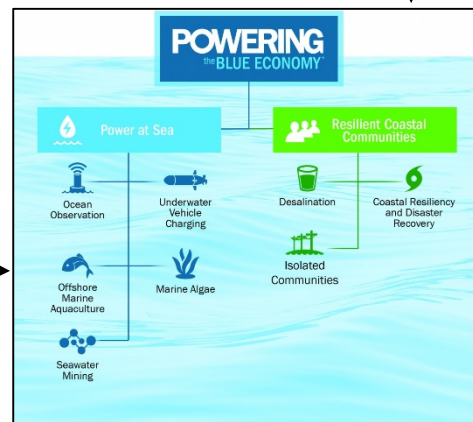 POWERING
the BLUE ECONOMY™
Power at Sea
Resilient Coastal
Communities
Ocean
Observation
Underwater
Vehicle
Charging
Desalination
Coastal Resiliency
and Disaster
Recovery
Offshore
Marine
Aquaculture
Marine Algae
Isolated
Communities
Seawater
Mining